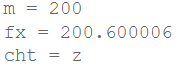 m = 200
fx = 200.600006
cht = z